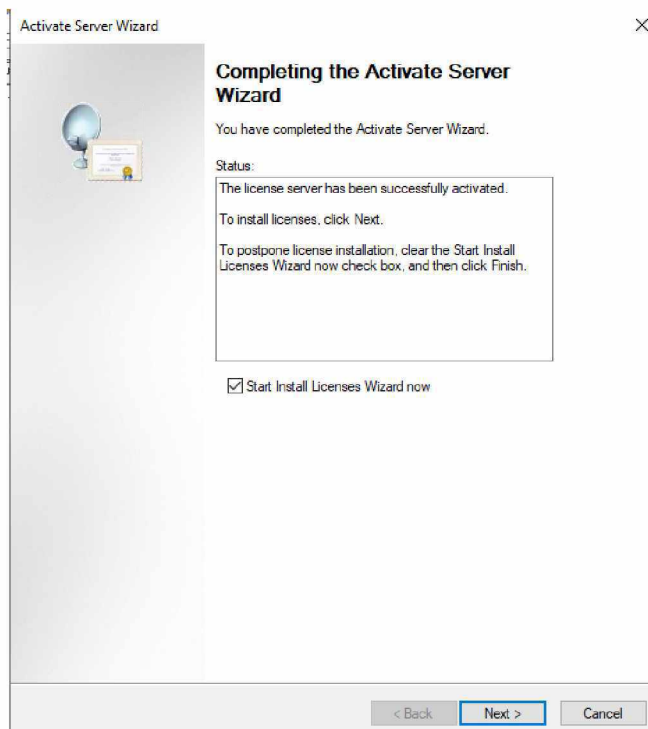 Activate Server Wizard
Completing the Activate Server
Wizard
You have completed the Activate Server Wizard.
Status:
The license server has been successfully activated.
To install licenses, click Next.
To postpone license installation, clear the Start Install
Licenses Wizard now check box, and then click Finish.
Start Install Licenses Wizard now
< Back
Next >
Cancel